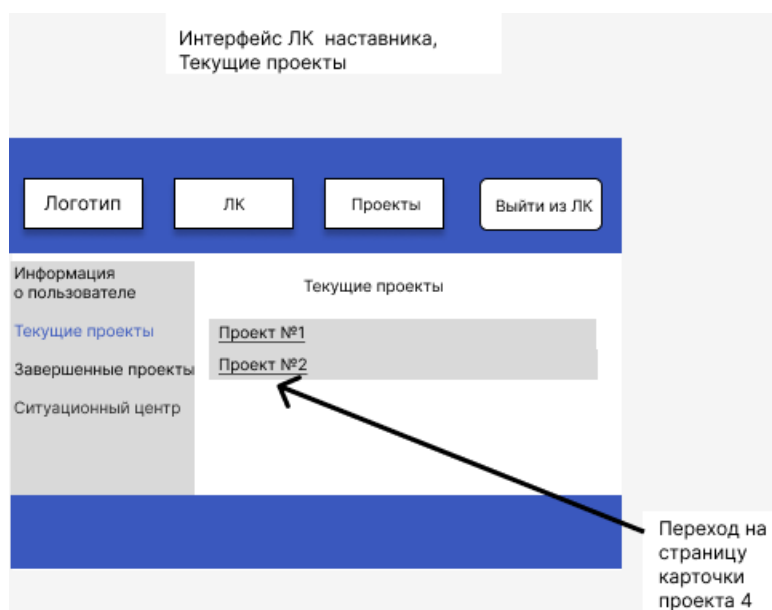 Интерфейс ЛК наставника,
Текущие проекты
Логотип
ЛК
Проекты
Выйти из ЛК
Информация
о пользователе
Текущие проекты
Завершенные проекты
Ситуационный центр
Текущие проекты
Проект №1
Проект №2
Переход на
страницу
карточки
проекта 4